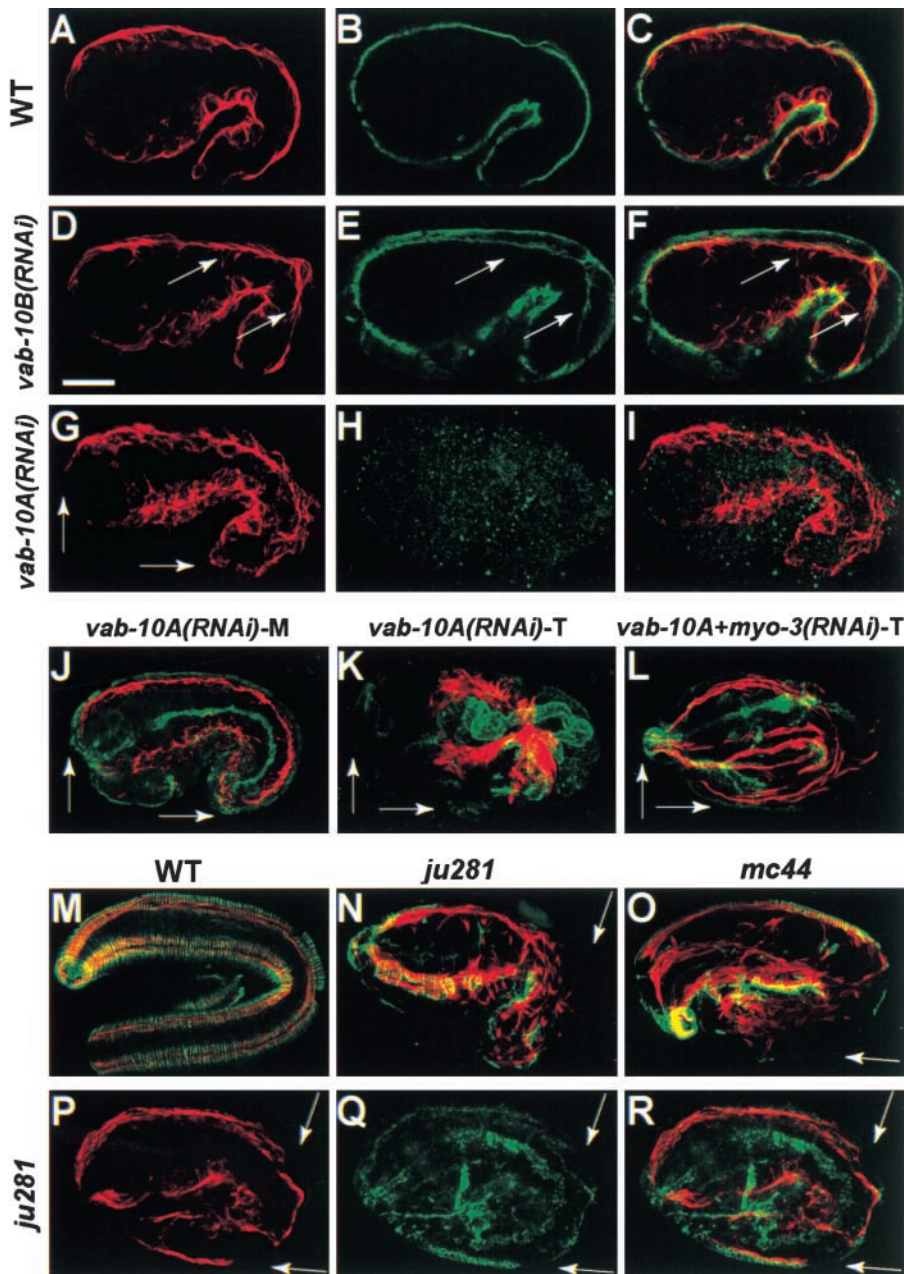 WT
A
B
C
vab-10B(RNAi)
D
E
F
vab-10A(RNAi)
G
H
I
vab-10A(RNAi)-M
vab-10A(RNAi)-T
vab-10A+myo-3(RNAi)-T
J
K
L
WT
ju281
mc44
M
N
O
ju281
P
Q
R